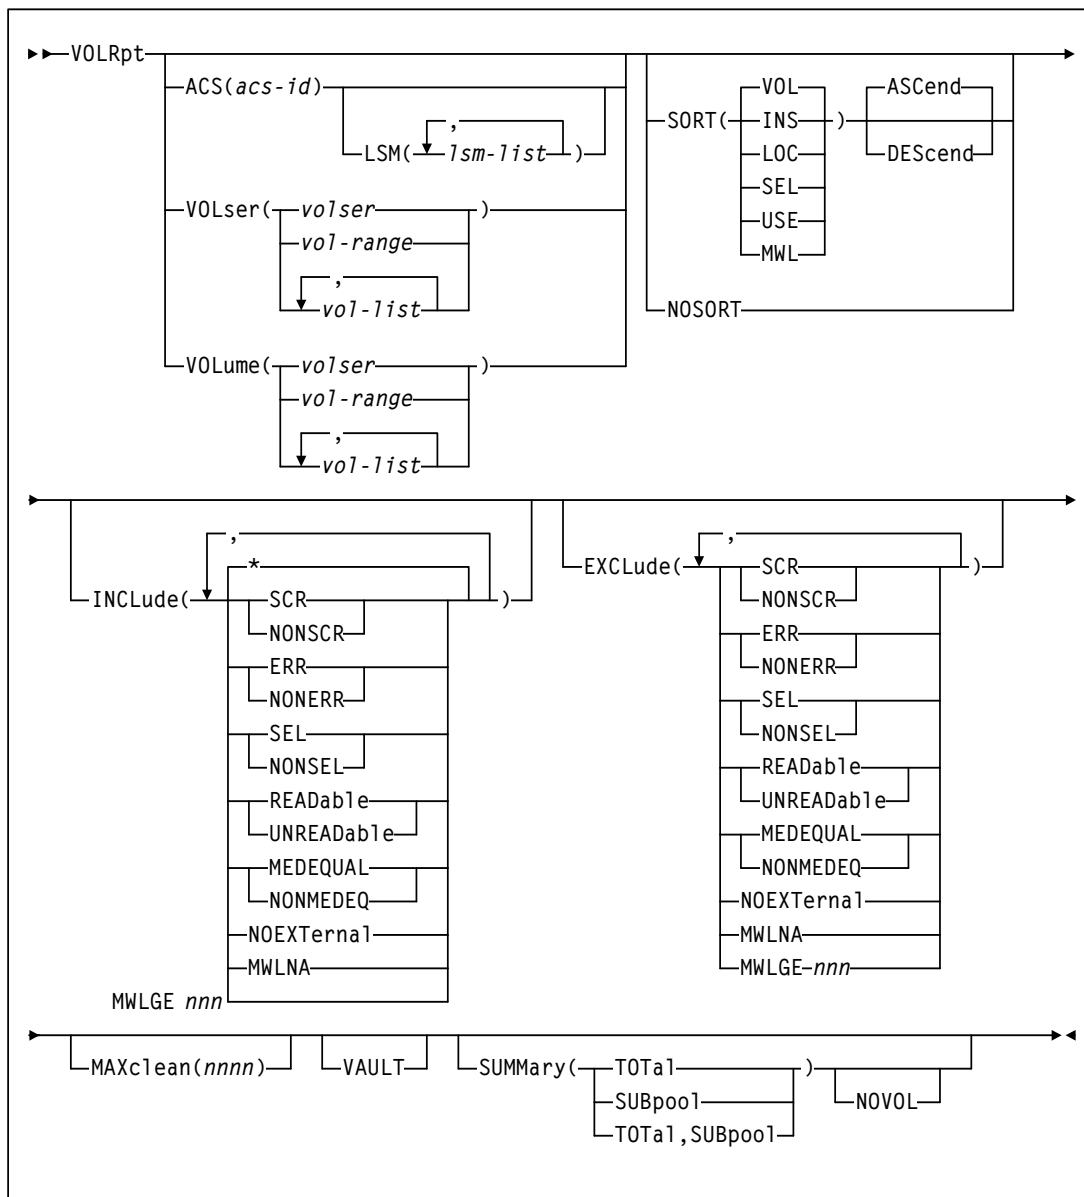 VOLRpt
ACS(acs-id)
,
LSM( lsm-list )
VOLser( volser )
vol-range
,
vol-list
VOLume( volser )
vol-range
,
vol-list
SORT( VOL ) ASCend
INS
LOC DEScend
SEL
USE
MWL
NOSORT
INCLude( , )
*
SCR
NONSCR
ERR
NONERR
SEL
NONSEL
READable
UNREADable
MEDEQUAL
NONMEDEQ
NOEXTernal
MWLNA
MWLGE nnn
EXCLude( , )
SCR
NONSCR
ERR
NONERR
SEL
NONSEL
READable
UNREADable
MEDEQUAL
NONMEDEQ
NOEXTernal
MWLNA
MWLGE nnn
MAXclean(nnnn)
VAULT
SUMMary( TOTal )
SUBpool
TOTal,SUBpool
NOVOL